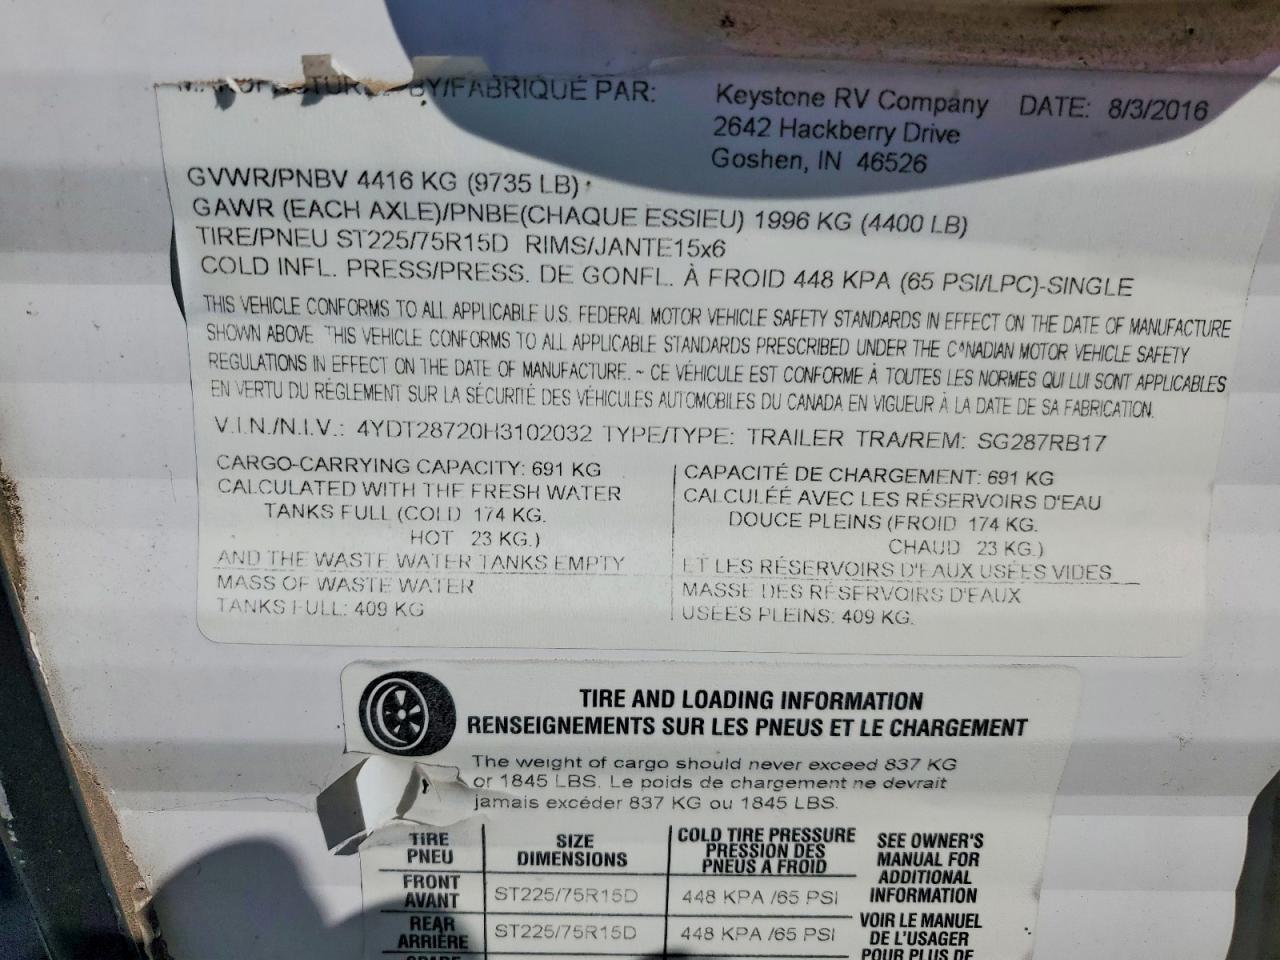 MANUFACTURED BY/FABRIQUÉ PAR: Keystone RV Company DATE: 8/3/2016
2642 Hackberry Drive
Goshen, IN 46526
GVWR/PNBV 4416 KG (9735 LB)
GAWR (EACH AXLE)/PNBE(CHAQUE ESSIEU) 1996 KG (4400 LB)
TIRE/PNEU ST225/75R15D RIMS/JANTE15x6
COLD INFL. PRESS/PRESS. DE GONFL. À FROID 448 KPA (65 PSI/LPC)-SINGLE
THIS VEHICLE CONFORMS TO ALL APPLICABLE U.S. FEDERAL MOTOR VEHICLE SAFETY STANDARDS IN EFFECT ON THE DATE OF MANUFACTURE
SHOWN ABOVE THIS VEHICLE CONFORMS TO ALL APPLICABLE STANDARDS PRESCRIBED UNDER THE CANADIAN MOTOR VEHICLE SAFETY
REGULATIONS IN EFFECT ON THE DATE OF MANUFACTURE. ~ CE VÉHICULE EST CONFORME À TOUTES LES NORMES QUI LUI SONT APPLICABLES
EN VERTU DU RÉGLEMENT SUR LA SÉCURITÉ DES VÉHICULES AUTOMOBILES DU CANADA EN VIGUEUR À LA DATE DE SA FABRICATION.
V.I.N./N.I.V.: 4YDT28720H3102032 TYPE/TYPE: TRAILER TRA/REM: SG287RB17
CARGO-CARRYING CAPACITY: 691 KG
CALCULATED WITH THE FRESH WATER
TANKS FULL (COLD 174 KG.
HOT 23 KG.)
AND THE WASTE WATER TANKS EMPTY
MASS OF WASTE WATER
TANKS FULL: 409 KG
CAPACITÉ DE CHARGEMENT: 691 KG
CALCULÉE AVEC LES RÉSERVOIRS D'EAU
DOUCE PLEINS (FROID 174 KG.
CHAUD 23 KG.)
ET LES RÉSERVOIRS D'EAUX USÉES VIDES
MASSE DES RÉSERVOIRS D'EAUX
USÉES PLEINS: 409 KG.
TIRE AND LOADING INFORMATION
RENSEIGNEMENTS SUR LES PNEUS ET LE CHARGEMENT
The weight of cargo should never exceed 837 KG
or 1845 LBS. Le poids de chargement ne devrait
jamais excéder 837 KG ou 1845 LBS.
TIRE
PNEU
SIZE
DIMENSIONS
COLD TIRE PRESSURE
PRESSION DES
PNEUS A FROID
FRONT
AVANT
ST225/75R15D
448 KPA /65 PSI
REAR
ARRIÈRE
ST225/75R15D
448 KPA /65 PSI
SPARE
SEE OWNER'S
MANUAL FOR
ADDITIONAL
INFORMATION
VOIR LE MANUEL
DE L'USAGER
POUR PLUS DE